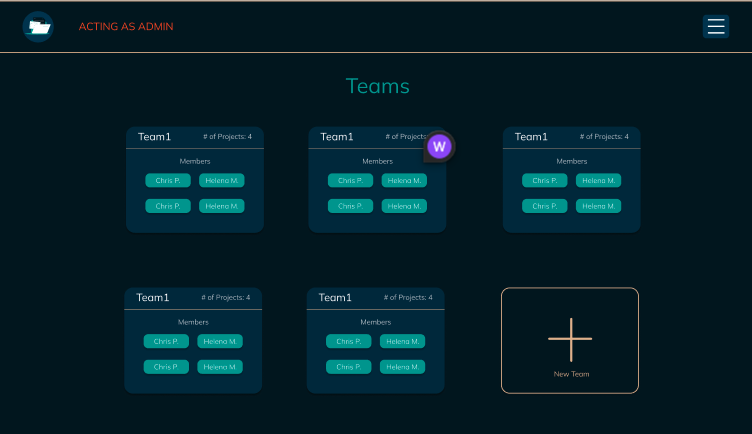 ACTING AS ADMIN
Teams
Team1 # of Projects: 4
Members
Chris P. Helena M.
Chris P. Helena M.
Team1 # of Projects:
W
Members
Chris P. Helena M.
Chris P. Helena M.
Team1 # of Projects: 4
Members
Chris P. Helena M.
Chris P. Helena M.
Team1 # of Projects: 4
Members
Chris P. Helena M.
Chris P. Helena M.
Team1 # of Projects: 4
Members
Chris P. Helena M.
Chris P. Helena M.
New Team